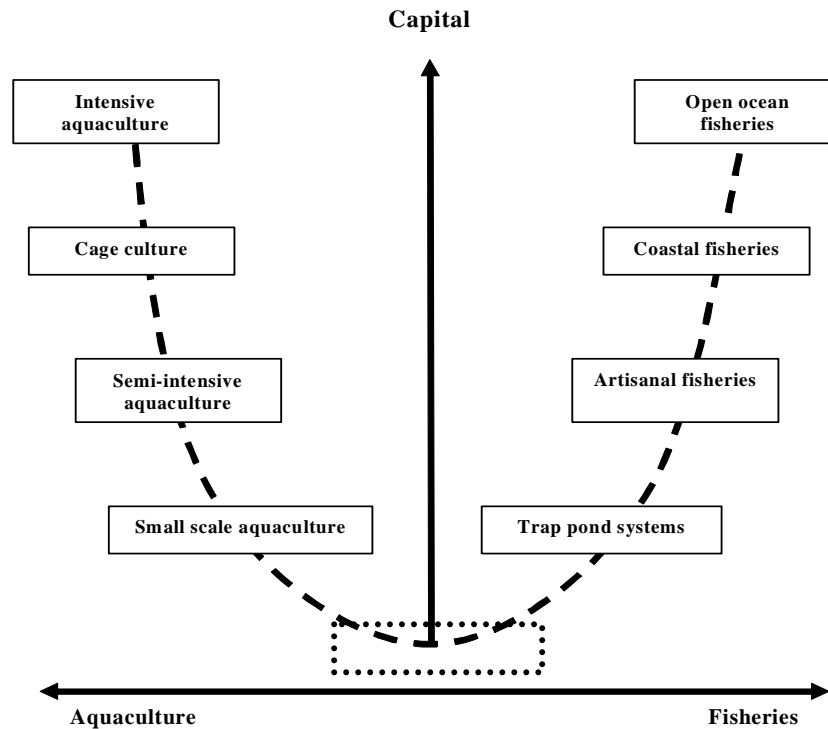 Capital
Intensive
aquaculture
Open ocean
fisheries
Cage culture
Coastal fisheries
Semi-intensive
aquaculture
Artisanal fisheries
Small scale aquaculture
Trap pond systems
Aquaculture
Fisheries